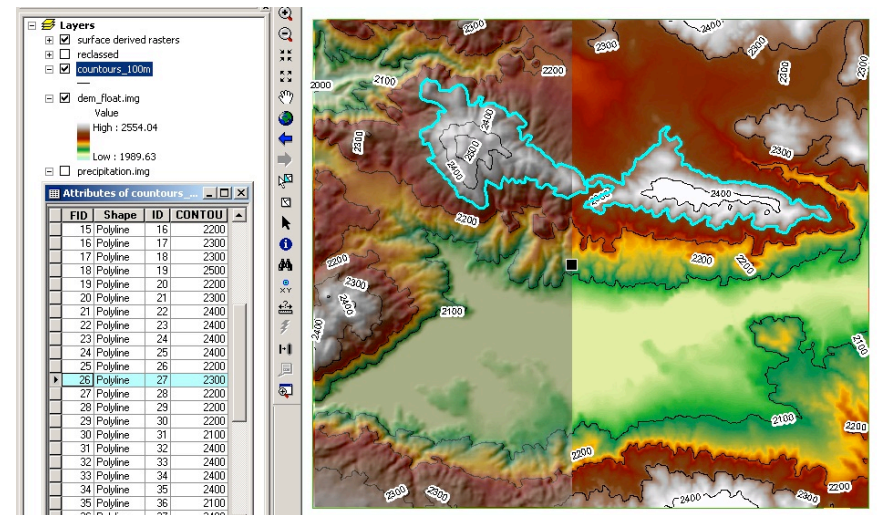 Layers
surface derived rasters
reclassed
countours_100m
dem_float.img
Value
High : 2554.04
Low : 1989.63
precipitation.img
Attributes of countours_...
FID Shape ID CONTOU
15 Polyline 16 2200
16 Polyline 17 2300
17 Polyline 18 2300
18 Polyline 19 2500
19 Polyline 20 2200
20 Polyline 21 2300
21 Polyline 22 2400
22 Polyline 23 2400
23 Polyline 24 2400
24 Polyline 25 2400
25 Polyline 26 2200
26 Polyline 27 2300
27 Polyline 28 2200
28 Polyline 29 2200
29 Polyline 30 2200
30 Polyline 31 2100
31 Polyline 32 2400
32 Polyline 33 2400
33 Polyline 34 2400
34 Polyline 35 2400
35 Polyline 36 2100
XY
2300
2400
2300
2300
2300
2200
2000
2100
2300
2400
2500
2400
2300
2400
2300
2200
2200
2200
2200
2300
2400
2400
2100
2100
2100
2200
2200
2300
2300
2400
2200